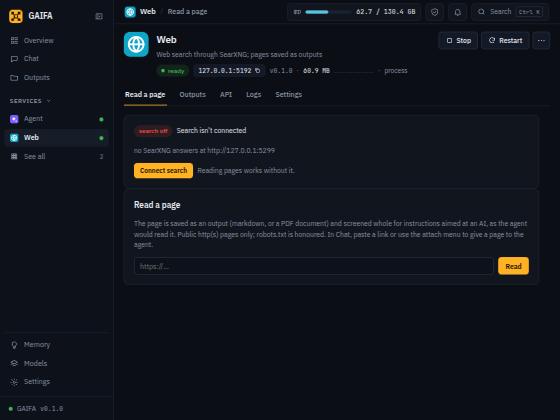 GAIFA
Web / Read a page
62.7 / 130.4 GB
Search Ctrl K
Overview
Chat
Outputs
SERVICES
Agent
Web
See all 2
Memory
Models
Settings
GAIFA v0.1.0
Web
Web search through SearXNG; pages saved as outputs
ready 127.0.0.1:5192 v0.1.0 · 60.9 MB · process
Stop Restart ...
Read a page Outputs API Logs Settings
search off Search isn't connected
no SearXNG answers at http://127.0.0.1:5299
Connect search Reading pages works without it.
Read a page
The page is saved as an output (markdown, or a PDF document) and screened whole for instructions aimed at an AI, as the agent
would read it. Public http(s) pages only; robots.txt is honoured. In Chat, paste a link or use the attach menu to give a page to the
agent.
https://... Read